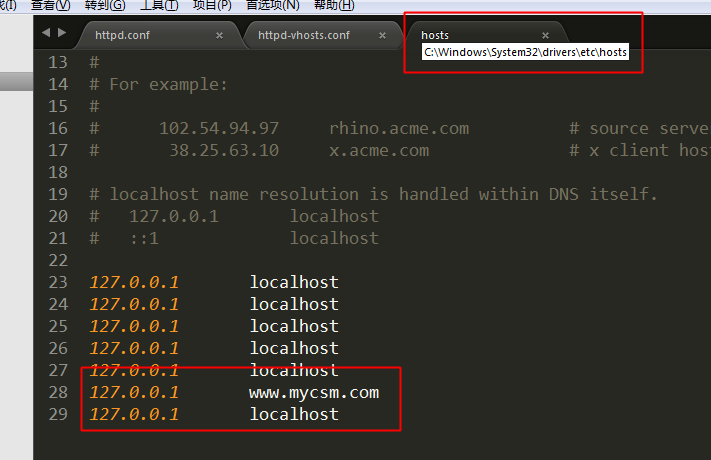 查看(V) 转到(G) 工具(T) 项目(P) 首选项(N) 帮助(H)
httpd.conf × httpd-vhosts.conf × hosts ×
C:\Windows\System32\drivers\etc\hosts
13 #
14 # For example:
15 #
16 # 102.54.94.97 rhino.acme.com # source serve
17 # 38.25.63.10 x.acme.com # x client hos
18
19 # localhost name resolution is handled within DNS itself.
20 # 127.0.0.1 localhost
21 # ::1 localhost
22
23 127.0.0.1 localhost
24 127.0.0.1 localhost
25 127.0.0.1 localhost
26 127.0.0.1 localhost
27 127.0.0.1 localhost
28 127.0.0.1 www.mycsm.com
29 127.0.0.1 localhost